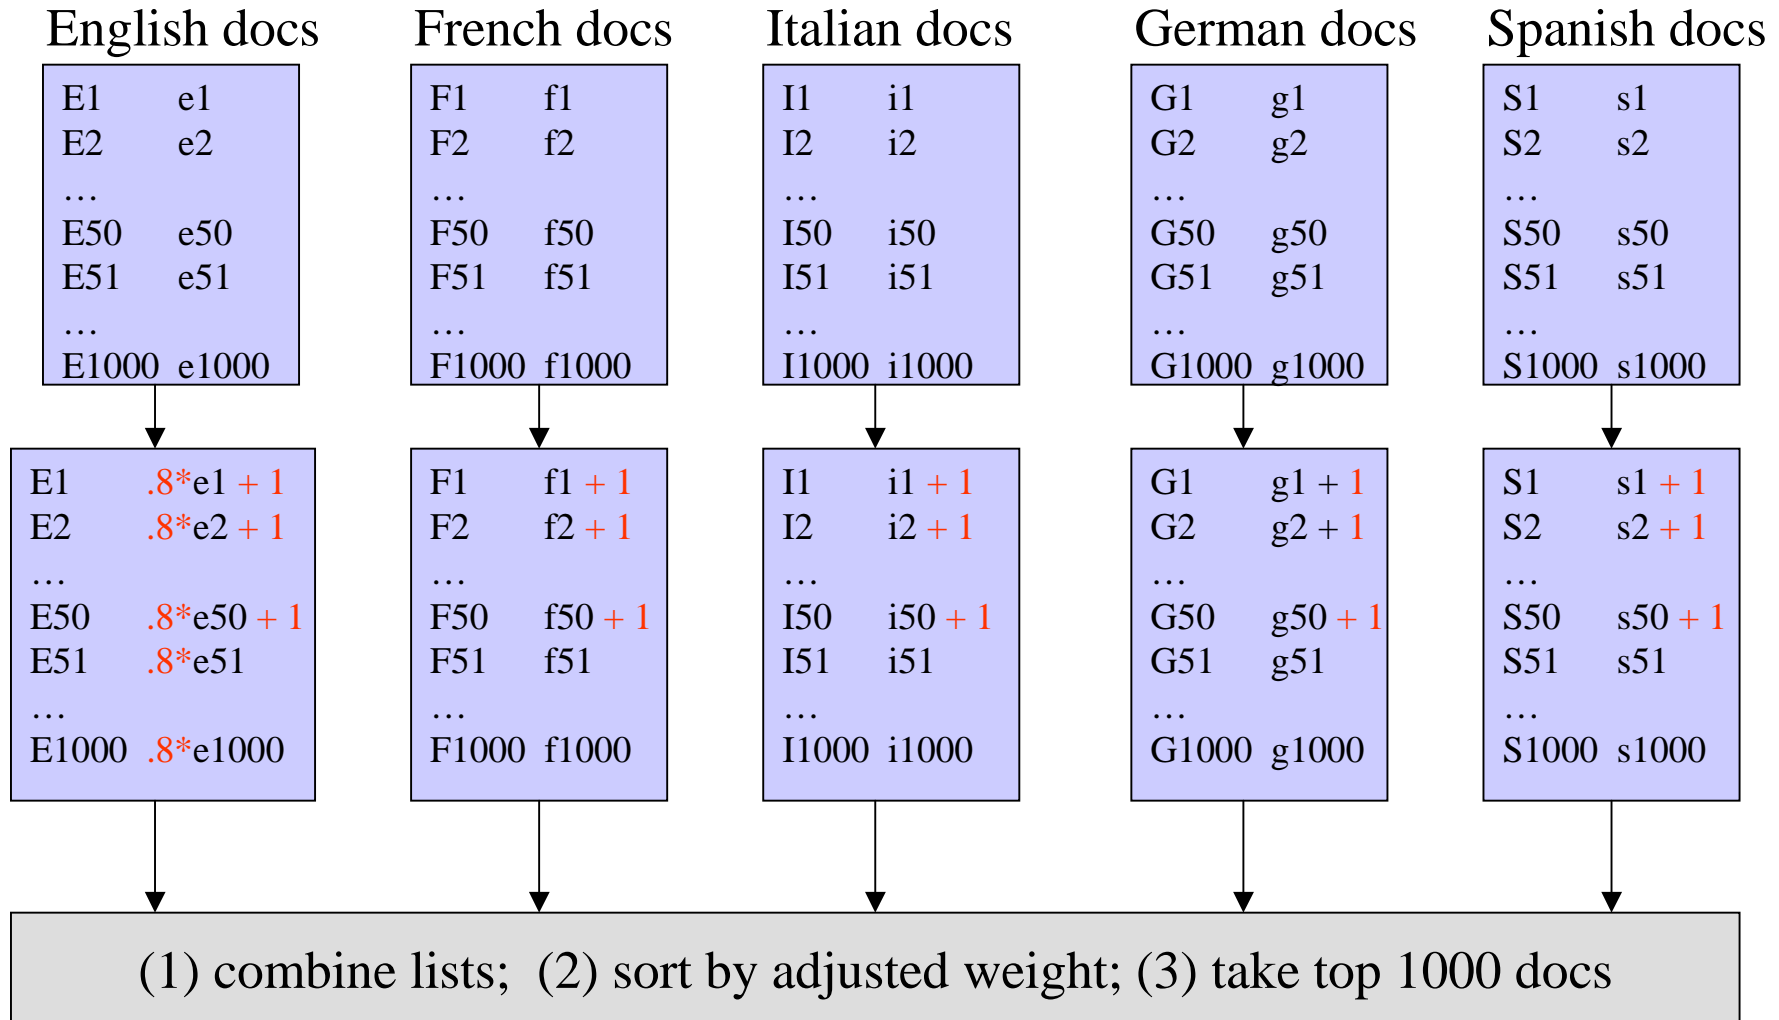 English docs
E1 e1
E2 e2
…
E50 e50
E51 e51
…
E1000 e1000
French docs
F1 f1
F2 f2
…
F50 f50
F51 f51
…
F1000 f1000
Italian docs
I1 i1
I2 i2
…
I50 i50
I51 i51
…
I1000 i1000
German docs
G1 g1
G2 g2
…
G50 g50
G51 g51
…
G1000 g1000
Spanish docs
S1 s1
S2 s2
…
S50 s50
S51 s51
…
S1000 s1000
E1 .8*e1 + 1
E2 .8*e2 + 1
…
E50 .8*e50 + 1
E51 .8*e51
…
E1000 .8*e1000
F1 f1 + 1
F2 f2 + 1
…
F50 f50 + 1
F51 f51
…
F1000 f1000
I1 i1 + 1
I2 i2 + 1
…
I50 i50 + 1
I51 i51
…
I1000 i1000
G1 g1 + 1
G2 g2 + 1
…
G50 g50 + 1
G51 g51
…
G1000 g1000
S1 s1 + 1
S2 s2 + 1
…
S50 s50 + 1
S51 s51
…
S1000 s1000
(1) combine lists; (2) sort by adjusted weight; (3) take top 1000 docs